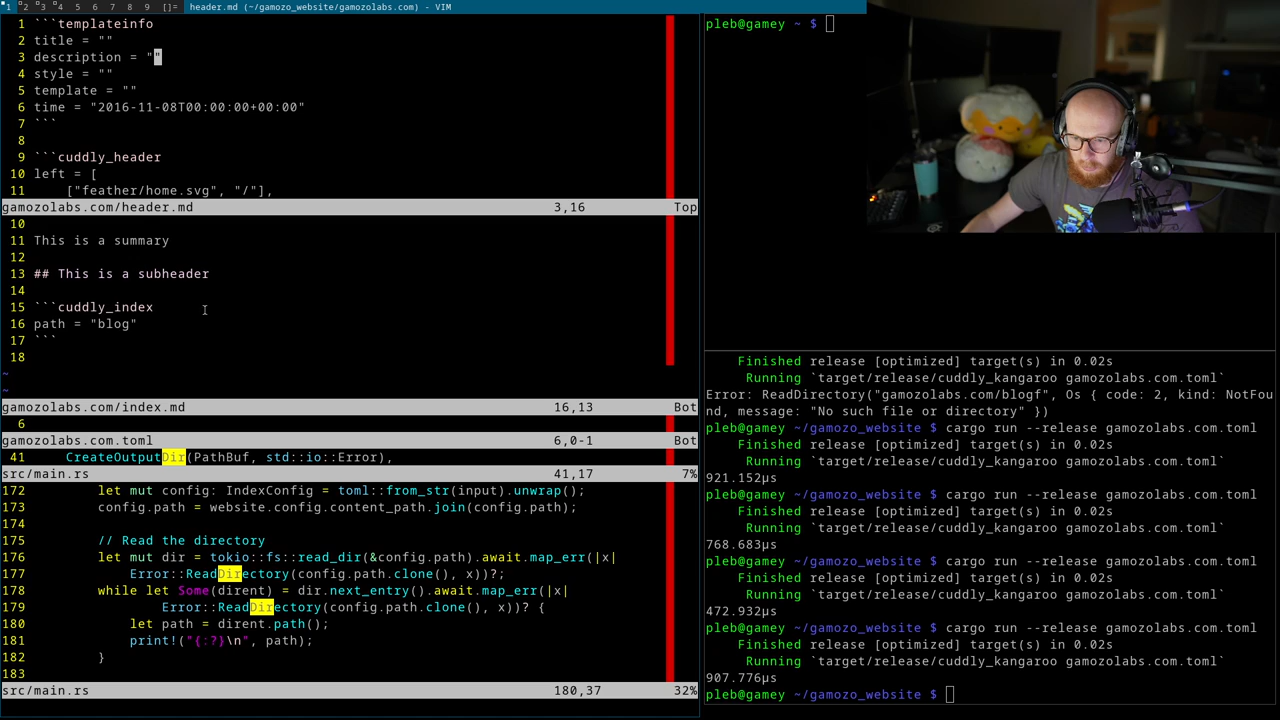 1 2 3 4 5 6 7 8 9 []= header.md (~/gamozo_website/gamozolabs.com) - VIM
1 ```templateinfo
2 title = ""
3 description = ""
4 style = ""
5 template = ""
6 time = "2016-11-08T00:00:00+00:00"
7 ```
8
9 ```cuddly_header
10 left = [
11     ["feather/home.svg", "/"],
gamozolabs.com/header.md 3,16 Top
10
11 This is a summary
12
13 ## This is a subheader
14
15 ```cuddly_index
16 path = "blog"
17 ```
18
~
~
gamozolabs.com/index.md 16,13 Bot
6
gamozolabs.com.toml 6,0-1 Bot
41     CreateOutputDir(PathBuf, std::io::Error),
src/main.rs 41,17 7%
172         let mut config: IndexConfig = toml::from_str(input).unwrap();
173         config.path = website.config.content_path.join(config.path);
174
175         // Read the directory
176         let mut dir = tokio::fs::read_dir(&config.path).await.map_err(|x|
177             Error::ReadDirectory(config.path.clone(), x))?;
178         while let Some(dirent) = dir.next_entry().await.map_err(|x|
179                 Error::ReadDirectory(config.path.clone(), x))? {
180             let path = dirent.path();
181             print!("{:?}\n", path);
182         }
183
src/main.rs 180,37 32%
pleb@gamey ~ $
Finished release [optimized] target(s) in 0.02s
Running `target/release/cuddly_kangaroo gamozolabs.com.toml`
Error: ReadDirectory("gamozolabs.com/blogf", Os { code: 2, kind: NotFou
nd, message: "No such file or directory" })
pleb@gamey ~/gamozo_website $ cargo run --release gamozolabs.com.toml
Finished release [optimized] target(s) in 0.02s
Running `target/release/cuddly_kangaroo gamozolabs.com.toml`
921.152µs
pleb@gamey ~/gamozo_website $ cargo run --release gamozolabs.com.toml
Finished release [optimized] target(s) in 0.02s
Running `target/release/cuddly_kangaroo gamozolabs.com.toml`
768.683µs
pleb@gamey ~/gamozo_website $ cargo run --release gamozolabs.com.toml
Finished release [optimized] target(s) in 0.02s
Running `target/release/cuddly_kangaroo gamozolabs.com.toml`
472.932µs
pleb@gamey ~/gamozo_website $ cargo run --release gamozolabs.com.toml
Finished release [optimized] target(s) in 0.02s
Running `target/release/cuddly_kangaroo gamozolabs.com.toml`
907.776µs
pleb@gamey ~/gamozo_website $